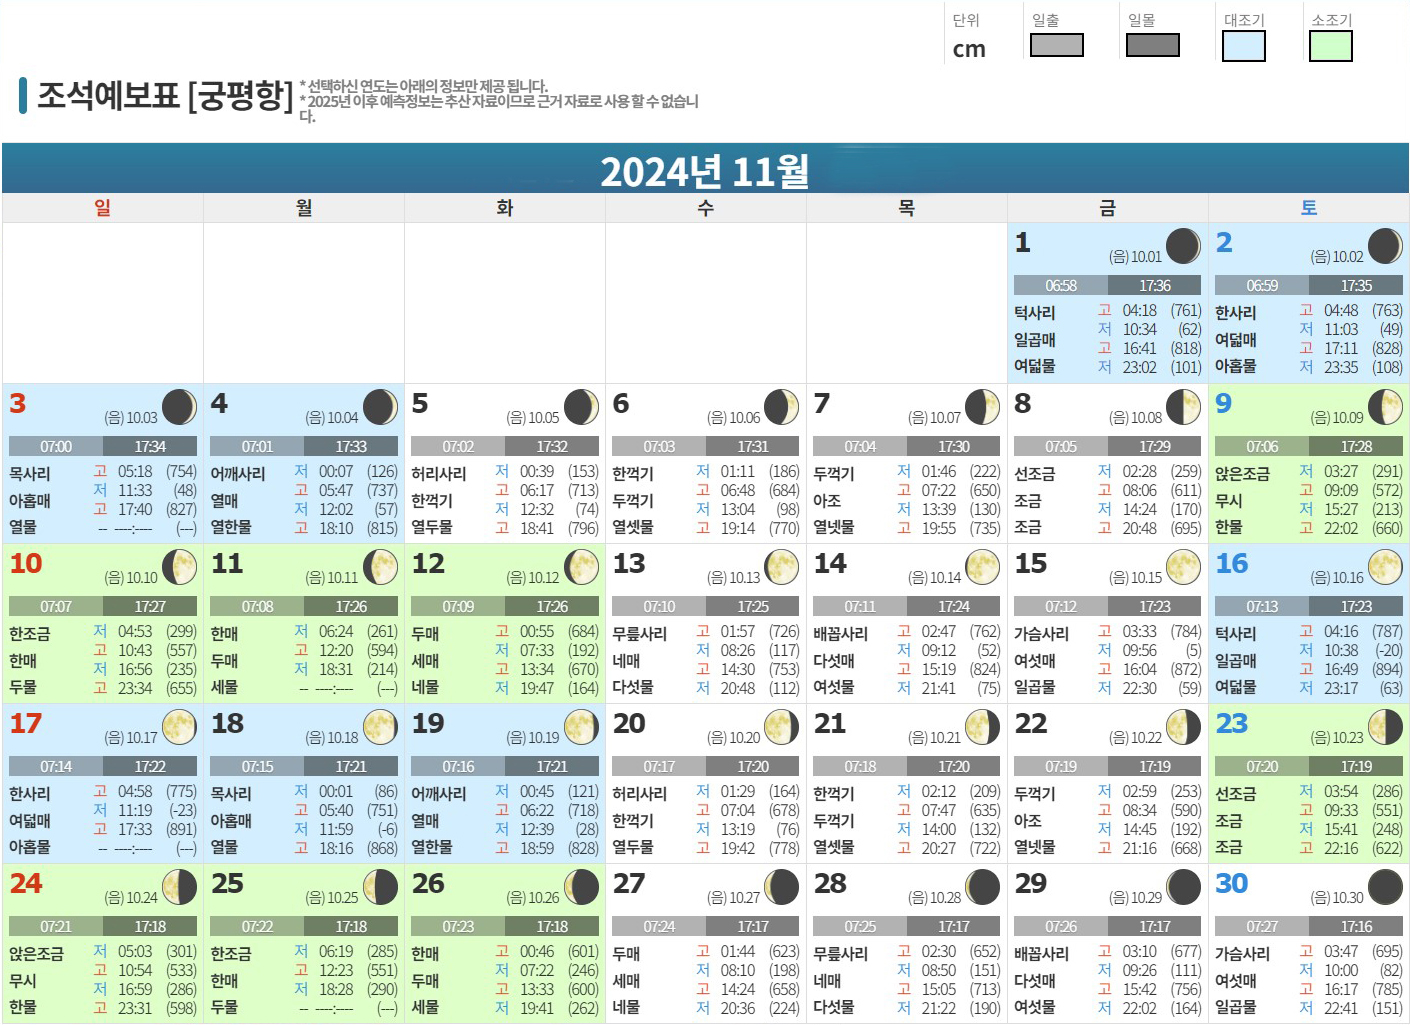 단위 일출 일몰 대조기 소조기
cm
조석예보표 [궁평항]
* 선택하신 연도는 아래의 정보만 제공 됩니다.
* 2025년 이후 예측정보는 추산 자료이므로 근거 자료로 사용 할 수 없습니
다.
2024년 11월
일 월 화 수 목 금 토
1 (음) 10.01
06:58 17:36
턱사리 일곱매 여덟물
고 04:18 (761)
저 10:34 (62)
고 16:41 (818)
저 23:02 (101)
2 (음) 10.02
06:59 17:35
한사리 여덟매 아홉물
고 04:48 (763)
저 11:03 (49)
고 17:11 (828)
저 23:35 (108)
3 (음) 10.03
07:00 17:34
목사리 아홉매 열물
고 05:18 (754)
저 11:33 (48)
고 17:40 (827)
-- ----:---- (---)
4 (음) 10.04
07:01 17:33
어깨사리 열매 열한물
저 00:07 (126)
고 05:47 (737)
저 12:02 (57)
고 18:10 (815)
5 (음) 10.05
07:02 17:32
허리사리 한꺽기 열두물
저 00:39 (153)
고 06:17 (713)
저 12:32 (74)
고 18:41 (796)
6 (음) 10.06
07:03 17:31
한꺽기 두꺽기 열셋물
저 01:11 (186)
고 06:48 (684)
저 13:04 (98)
고 19:14 (770)
7 (음) 10.07
07:04 17:30
두꺽기 아조 열넷물
저 01:46 (222)
고 07:22 (650)
저 13:39 (130)
고 19:55 (735)
8 (음) 10.08
07:05 17:29
선조금 조금 조금
저 02:28 (259)
고 08:06 (611)
저 14:24 (170)
고 20:48 (695)
9 (음) 10.09
07:06 17:28
앉은조금 무시 한물
저 03:27 (291)
고 09:09 (572)
저 15:27 (213)
고 22:02 (660)
10 (음) 10.10
07:07 17:27
한조금 한매 두물
저 04:53 (299)
고 10:43 (557)
저 16:56 (235)
고 23:34 (655)
11 (음) 10.11
07:08 17:26
한매 두매 세물
저 06:24 (261)
고 12:20 (594)
저 18:31 (214)
-- ----:---- (---)
12 (음) 10.12
07:09 17:26
두매 세매 네물
고 00:55 (684)
저 07:33 (192)
고 13:34 (670)
저 19:47 (164)
13 (음) 10.13
07:10 17:25
무릎사리 네매 다섯물
고 01:57 (726)
저 08:26 (117)
고 14:30 (753)
저 20:48 (112)
14 (음) 10.14
07:11 17:24
배꼽사리 다섯매 여섯물
고 02:47 (762)
저 09:12 (52)
고 15:19 (824)
저 21:41 (75)
15 (음) 10.15
07:12 17:23
가슴사리 여섯매 일곱물
고 03:33 (784)
저 09:56 (5)
고 16:04 (872)
저 22:30 (59)
16 (음) 10.16
07:13 17:23
턱사리 일곱매 여덟물
고 04:16 (787)
저 10:38 (-20)
고 16:49 (894)
저 23:17 (63)
17 (음) 10.17
07:14 17:22
한사리 여덟매 아홉물
고 04:58 (775)
저 11:19 (-23)
고 17:33 (891)
-- ----:---- (---)
18 (음) 10.18
07:15 17:21
목사리 아홉매 열물
저 00:01 (86)
고 05:40 (751)
저 11:59 (-6)
고 18:16 (868)
19 (음) 10.19
07:16 17:21
어깨사리 열매 열한물
저 00:45 (121)
고 06:22 (718)
저 12:39 (28)
고 18:59 (828)
20 (음) 10.20
07:17 17:20
허리사리 한꺽기 열두물
저 01:29 (164)
고 07:04 (678)
저 13:19 (76)
고 19:42 (778)
21 (음) 10.21
07:18 17:20
한꺽기 두꺽기 열셋물
저 02:12 (209)
고 07:47 (635)
저 14:00 (132)
고 20:27 (722)
22 (음) 10.22
07:19 17:19
두꺽기 아조 열넷물
저 02:59 (253)
고 08:34 (590)
저 14:45 (192)
고 21:16 (668)
23 (음) 10.23
07:20 17:19
선조금 조금 조금
저 03:54 (286)
고 09:33 (551)
저 15:41 (248)
고 22:16 (622)
24 (음) 10.24
07:21 17:18
앉은조금 무시 한물
저 05:03 (301)
고 10:54 (533)
저 16:59 (286)
고 23:31 (598)
25 (음) 10.25
07:22 17:18
한조금 한매 두물
저 06:19 (285)
고 12:23 (551)
저 18:28 (290)
-- ----:---- (---)
26 (음) 10.26
07:23 17:18
한매 두매 세물
고 00:46 (601)
저 07:22 (246)
고 13:33 (600)
저 19:41 (262)
27 (음) 10.27
07:24 17:17
두매 세매 네물
고 01:44 (623)
저 08:10 (198)
고 14:24 (658)
저 20:36 (224)
28 (음) 10.28
07:25 17:17
무릎사리 네매 다섯물
고 02:30 (652)
저 08:50 (151)
고 15:05 (713)
저 21:22 (190)
29 (음) 10.29
07:26 17:17
배꼽사리 다섯매 여섯물
고 03:10 (677)
저 09:26 (111)
고 15:42 (756)
저 22:02 (164)
30 (음) 10.30
07:27 17:16
가슴사리 여섯매 일곱물
고 03:47 (695)
저 10:00 (82)
고 16:17 (785)
저 22:41 (151)